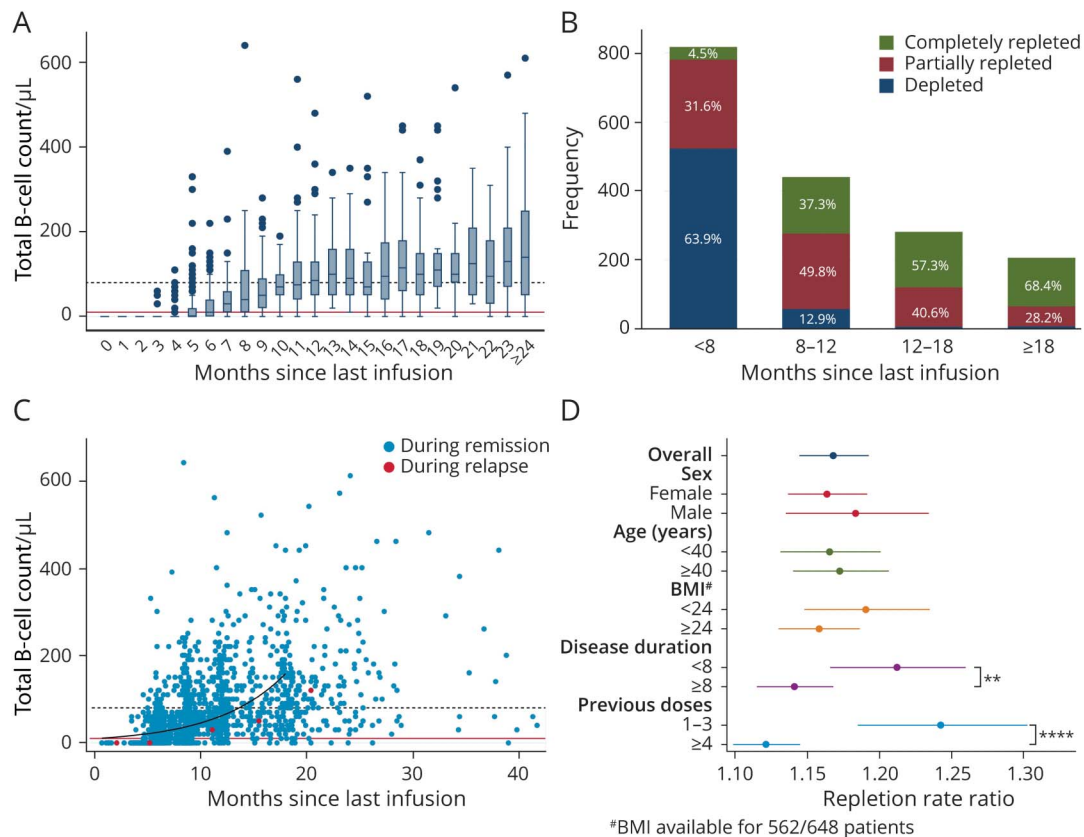 A
Total B-cell count/µL
600
400
200
0
0 1 2 3 4 5 6 7 8 9 10 11 12 13 14 15 16 17 18 19 20 21 22 23 ≥24
Months since last infusion
B
Completely repleted
Partially repleted
Depleted
Frequency
800
600
400
200
0
4.5%
31.6%
63.9%
37.3%
49.8%
12.9%
57.3%
40.6%
68.4%
28.2%
<8 8–12 12–18 ≥18
Months since last infusion
C
During remission
During relapse
Total B-cell count/µL
600
400
200
0
0 10 20 30 40
Months since last infusion
D
Overall
Sex
Female
Male
Age (years)
<40
≥40
BMI#
<24
≥24
Disease duration
<8
≥8
**
Previous doses
1–3
≥4
****
1.10 1.15 1.20 1.25 1.30
Repletion rate ratio
#BMI available for 562/648 patients